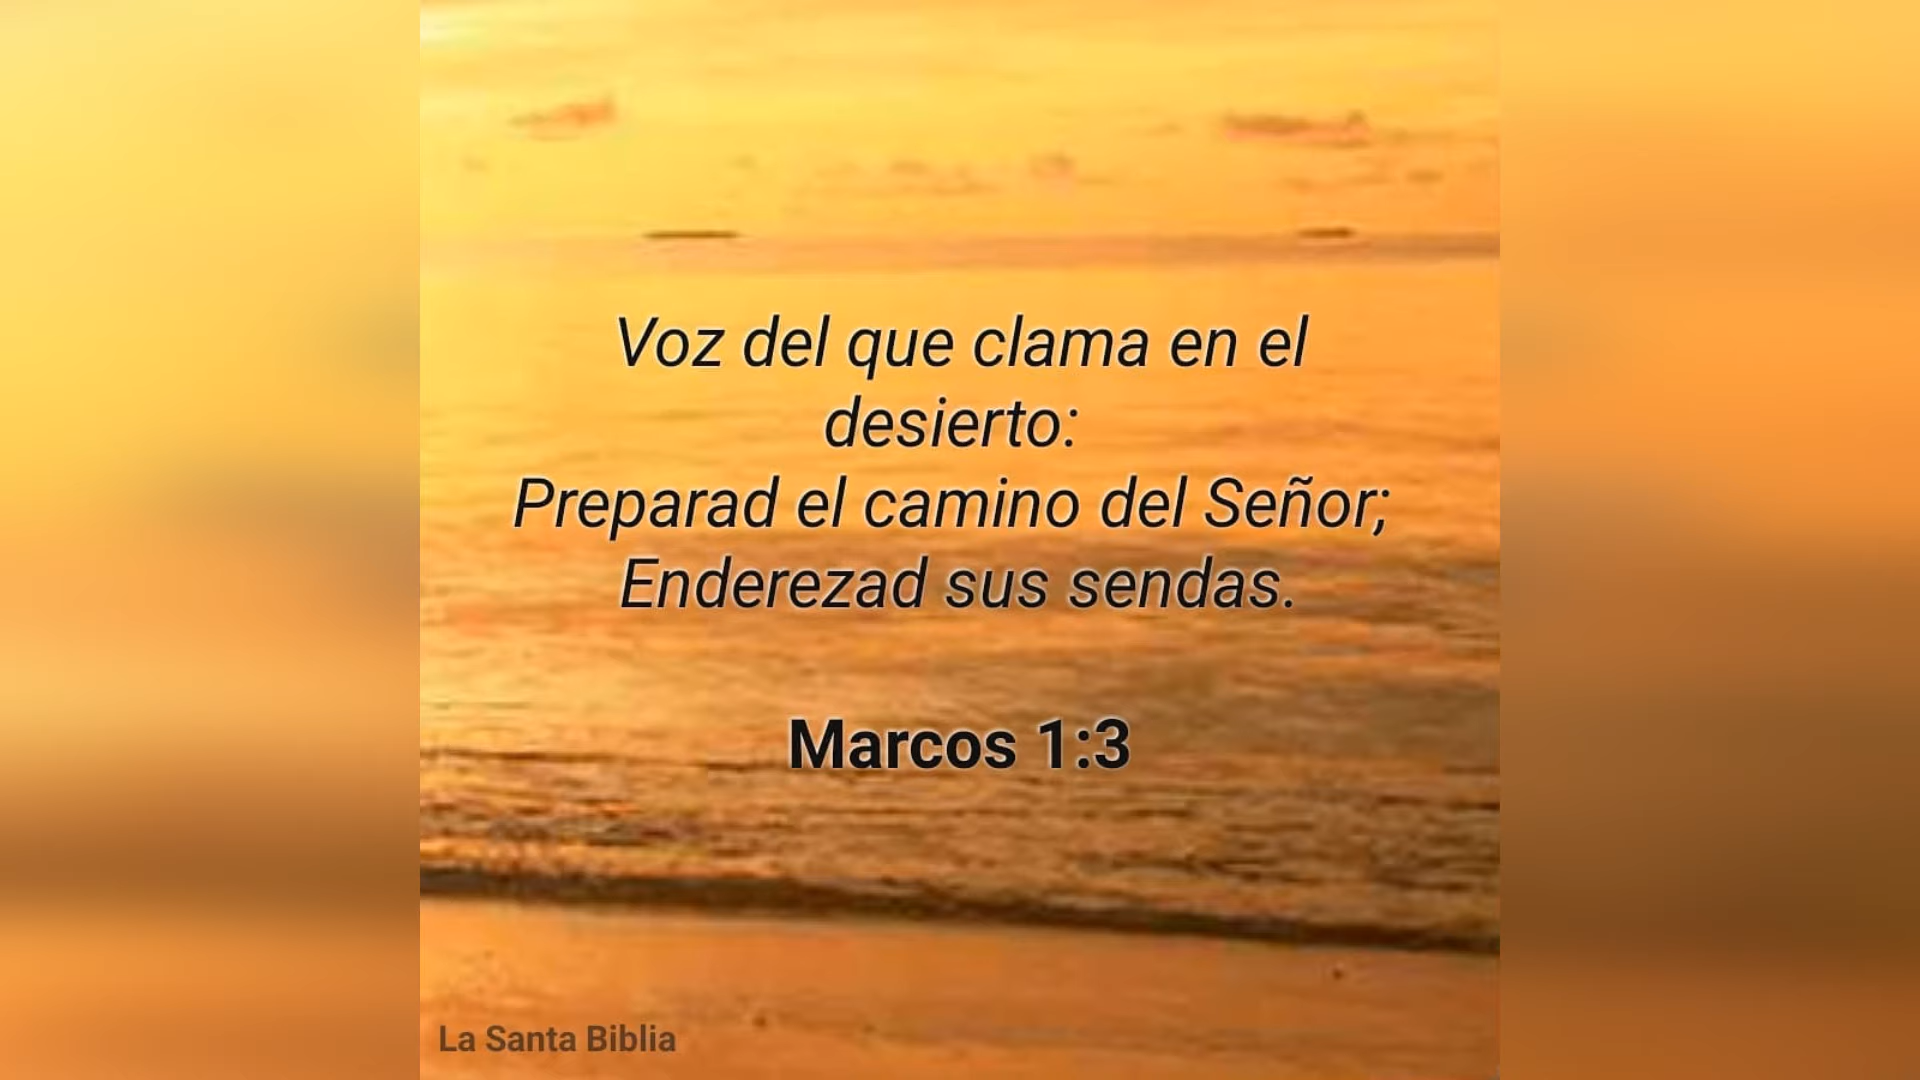 Voz del que clama en el
desierto:
Preparad el camino del Señor;
Enderezad sus sendas.
Marcos 1:3
La Santa Biblia